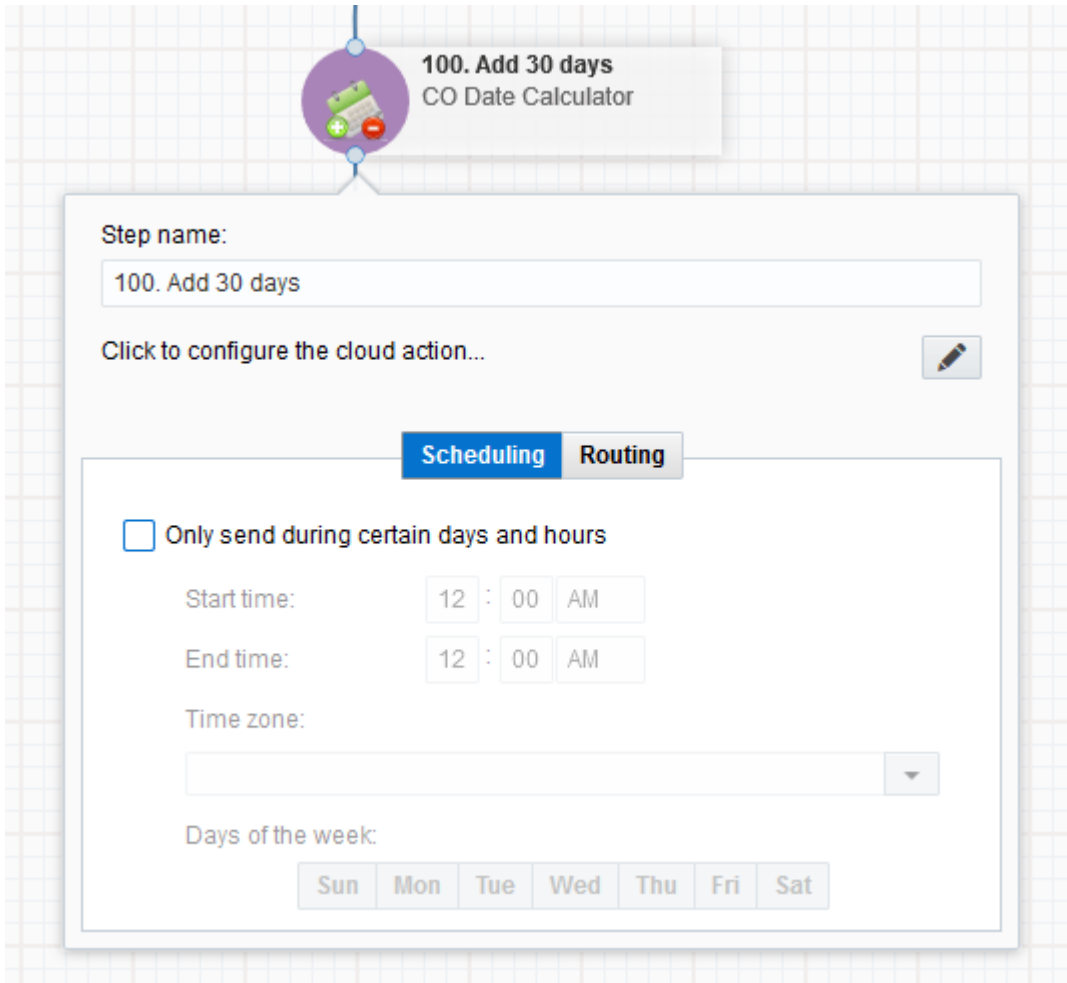 100. Add 30 days
CO Date Calculator
Step name:
100. Add 30 days
Click to configure the cloud action...
Scheduling Routing
Only send during certain days and hours
Start time: 12 : 00 AM
End time: 12 : 00 AM
Time zone:
Days of the week:
Sun Mon Tue Wed Thu Fri Sat